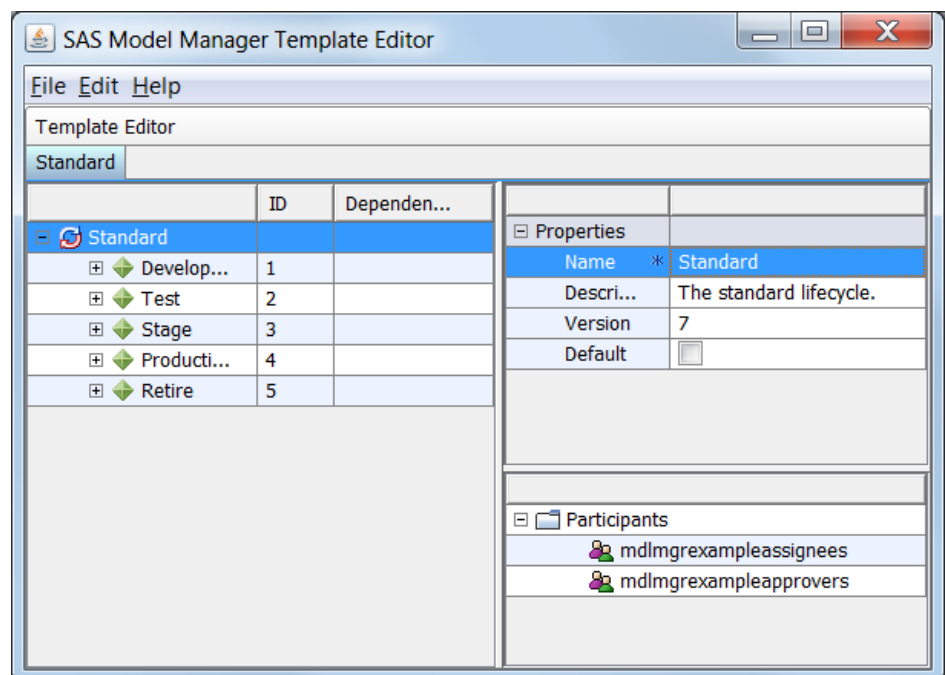 SAS Model Manager Template Editor
File Edit Help
Template Editor
Standard
ID Dependen...
Standard
Develop... 1
Test 2
Stage 3
Producti... 4
Retire 5
Properties
Name * Standard
Descri... The standard lifecycle.
Version 7
Default
Participants
mdlmgrexampleassignees
mdlmgrexampleapprovers